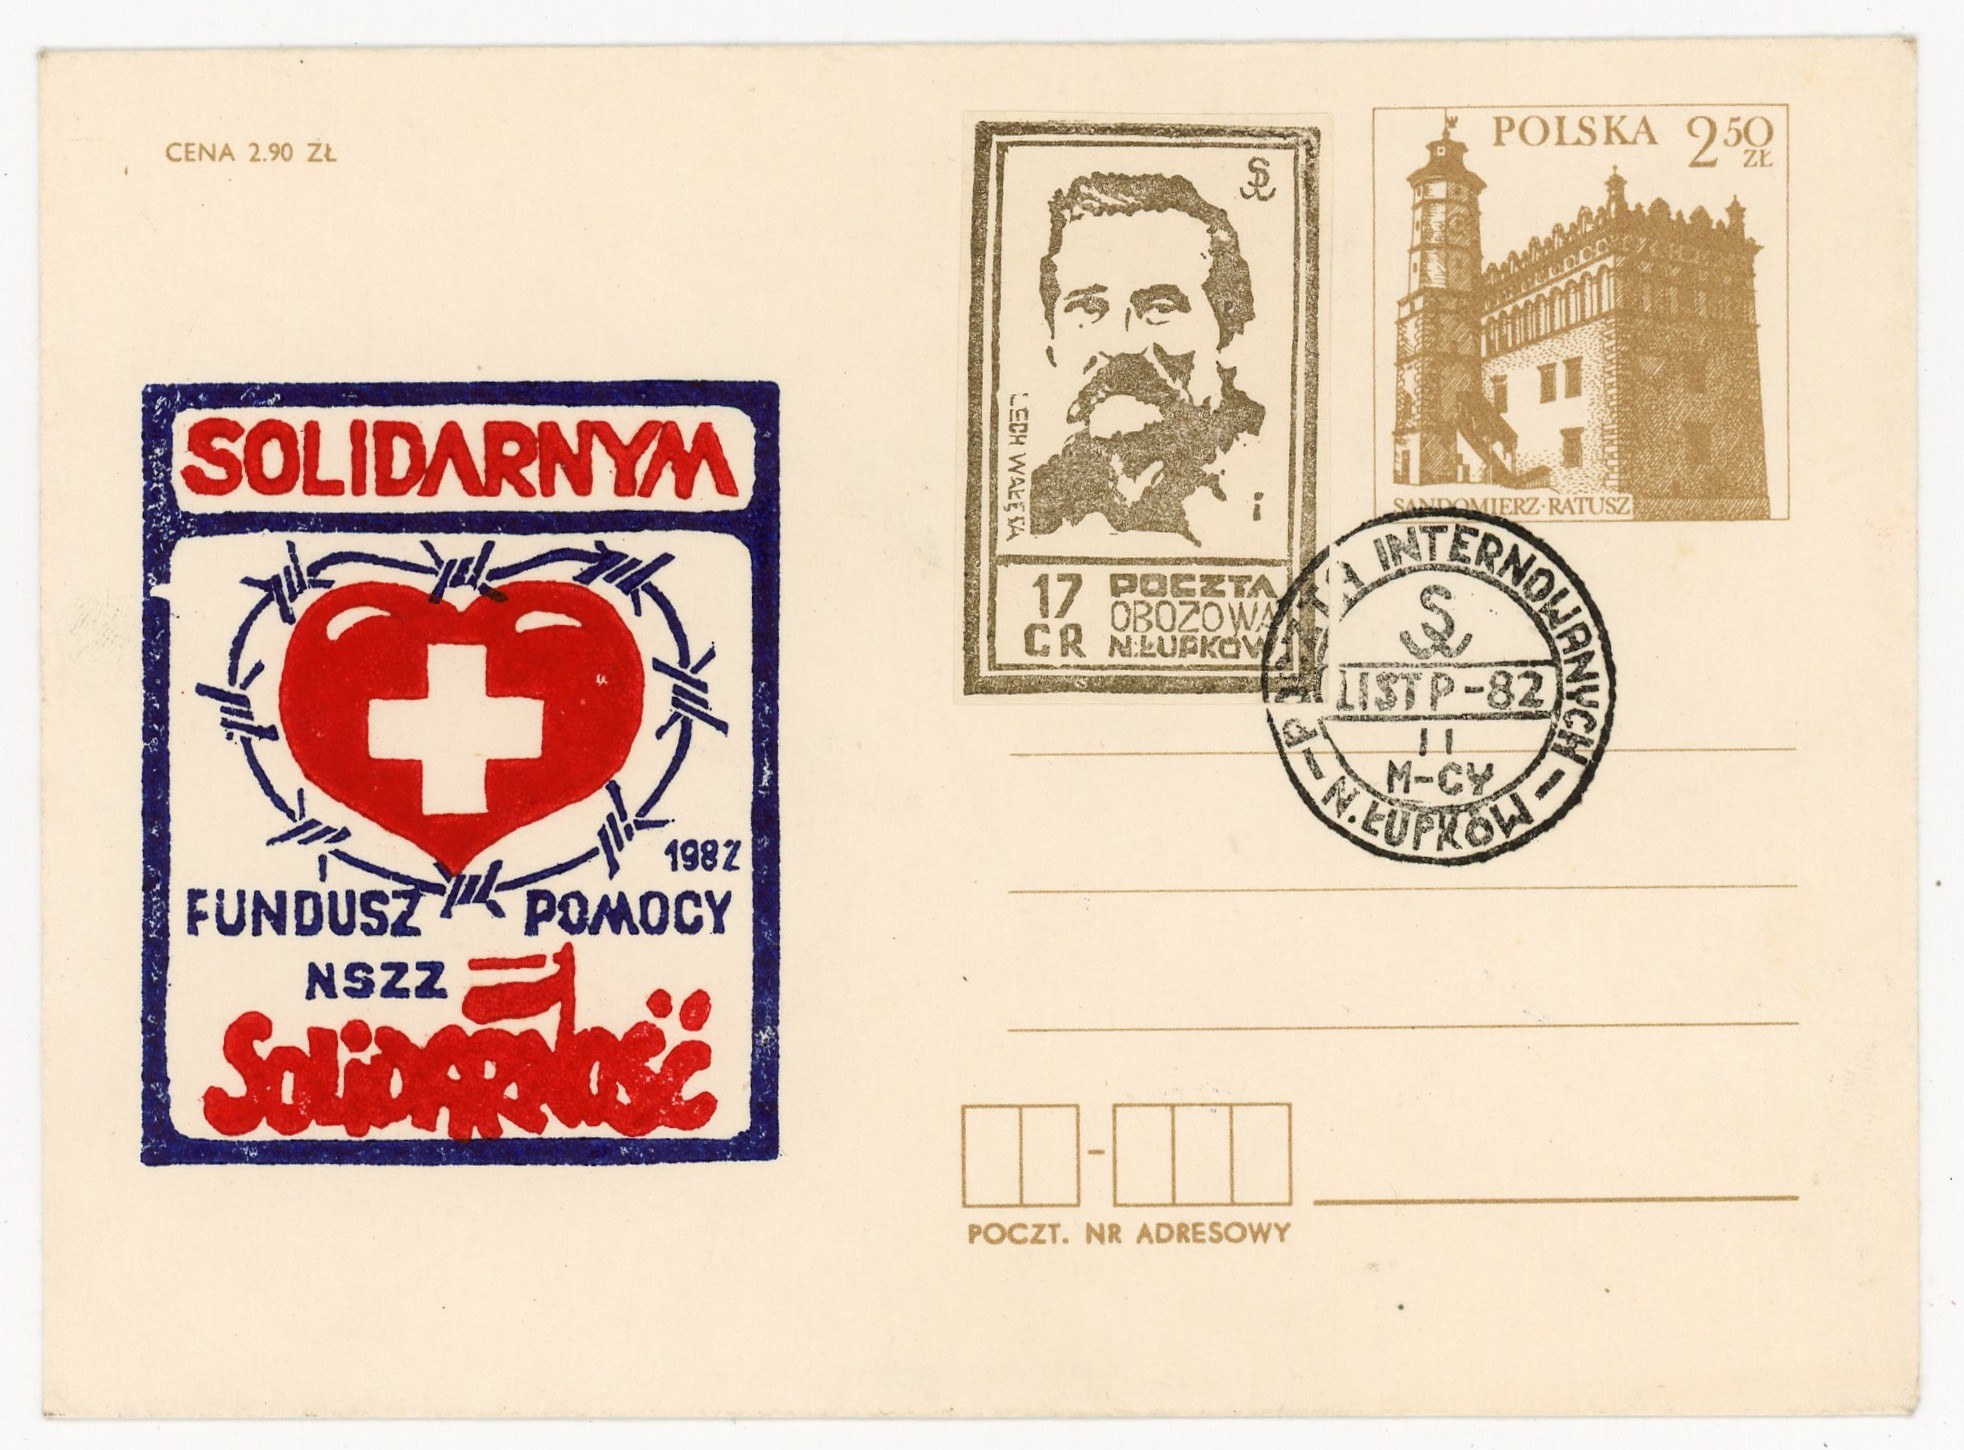 CENA 2.90 ZŁ
SOLIDARNYM
1982
FUNDUSZ POMOCY
NSZZ
SOLIDARNOŚĆ
LECH WAŁĘSA
17 POCZTA
GR OBOZOWA
N.ŁUPKÓW
POLSKA 2 50
ZŁ
SANDOMIERZ·RATUSZ
POCZTA INTERNOWANYCH
LISTP-82
11
M-CY
N.ŁUPKÓW
POCZT. NR ADRESOWY